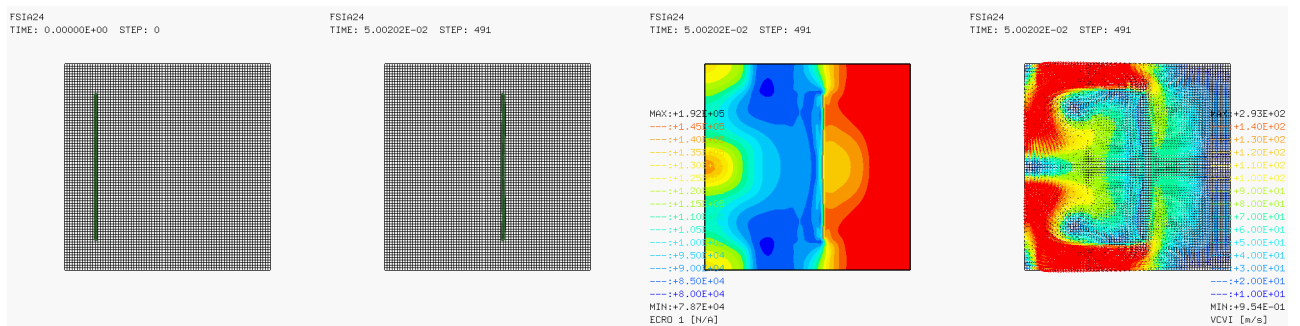 FSIA24
TIME: 0.00000E+00 STEP: 0
FSIA24
TIME: 5.00202E-02 STEP: 491
FSIA24
TIME: 5.00202E-02 STEP: 491
MAX:+1.92E+05
---:+1.45E+05
---:+1.40E+05
---:+1.35E+05
---:+1.30E+05
---:+1.25E+05
---:+1.20E+05
---:+1.15E+05
---:+1.10E+05
---:+1.05E+05
---:+1.00E+05
---:+9.50E+04
---:+9.00E+04
---:+8.50E+04
---:+8.00E+04
MIN:+7.87E+04
ECRO 1 [N/A]
FSIA24
TIME: 5.00202E-02 STEP: 491
MAX:+2.93E+02
---:+1.40E+02
---:+1.30E+02
---:+1.20E+02
---:+1.10E+02
---:+1.00E+02
---:+9.00E+01
---:+8.00E+01
---:+7.00E+01
---:+6.00E+01
---:+5.00E+01
---:+4.00E+01
---:+3.00E+01
---:+2.00E+01
---:+1.00E+01
MIN:+9.54E-01
VCVI [m/s]